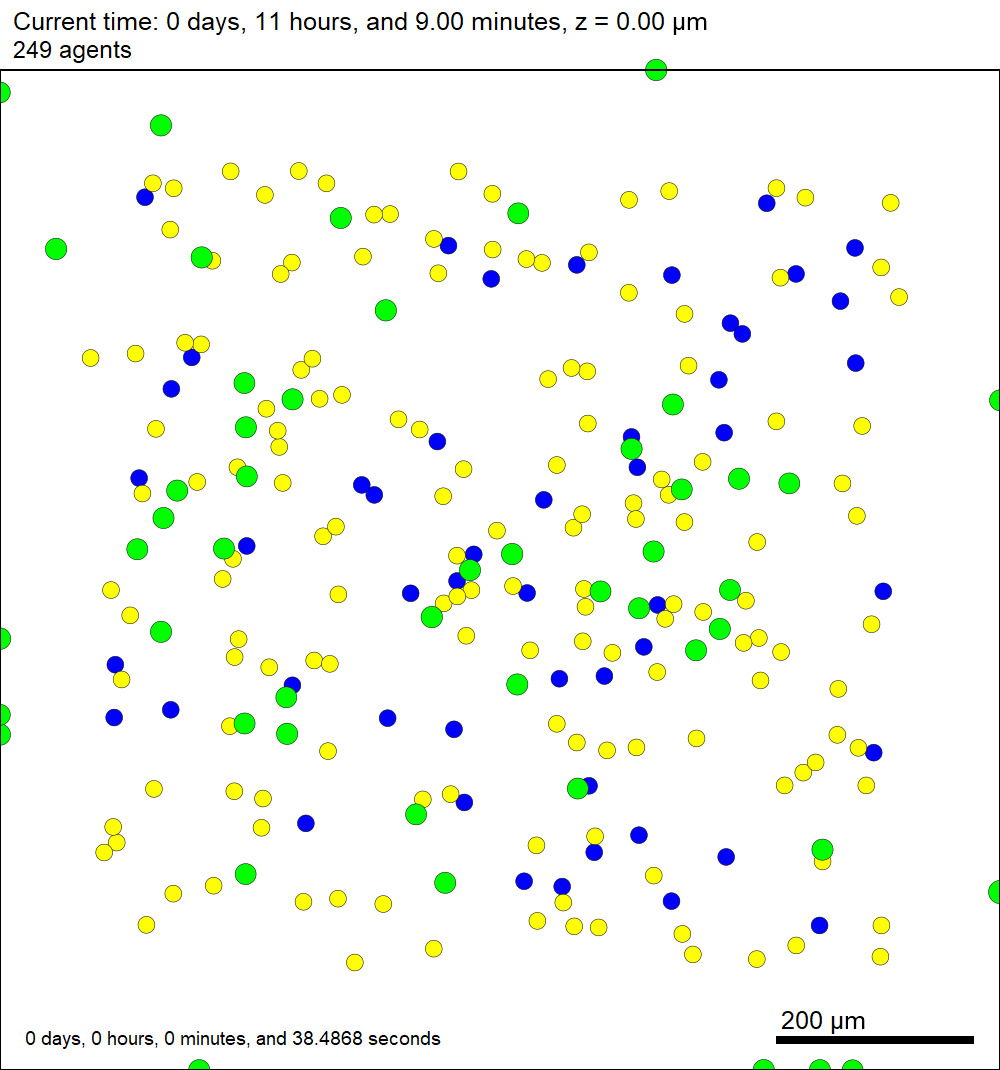 Current time: 0 days, 11 hours, and 9.00 minutes, z = 0.00 µm
249 agents
200 µm
0 days, 0 hours, 0 minutes, and 38.4868 seconds